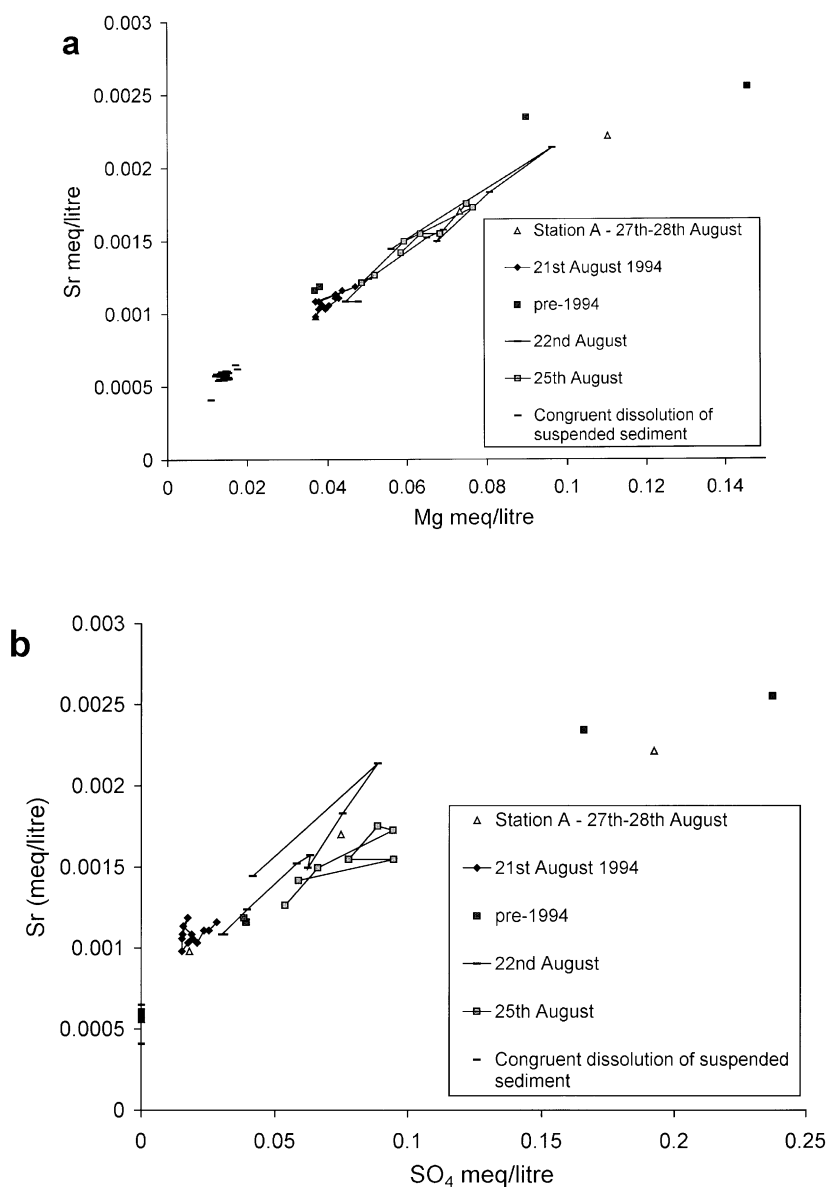 a
0.003
0.0025
0.002
0.0015
0.001
0.0005
0
Sr meq/litre
0 0.02 0.04 0.06 0.08 0.1 0.12 0.14
Mg meq/litre
Station A - 27th-28th August
21st August 1994
pre-1994
22nd August
25th August
Congruent dissolution of
suspended sediment
b
0.003
0.0025
0.002
0.0015
0.001
0.0005
0
Sr (meq/litre)
0 0.05 0.1 0.15 0.2 0.25
SO₄ meq/litre
Station A - 27th-28th August
21st August 1994
pre-1994
22nd August
25th August
Congruent dissolution of suspended
sediment